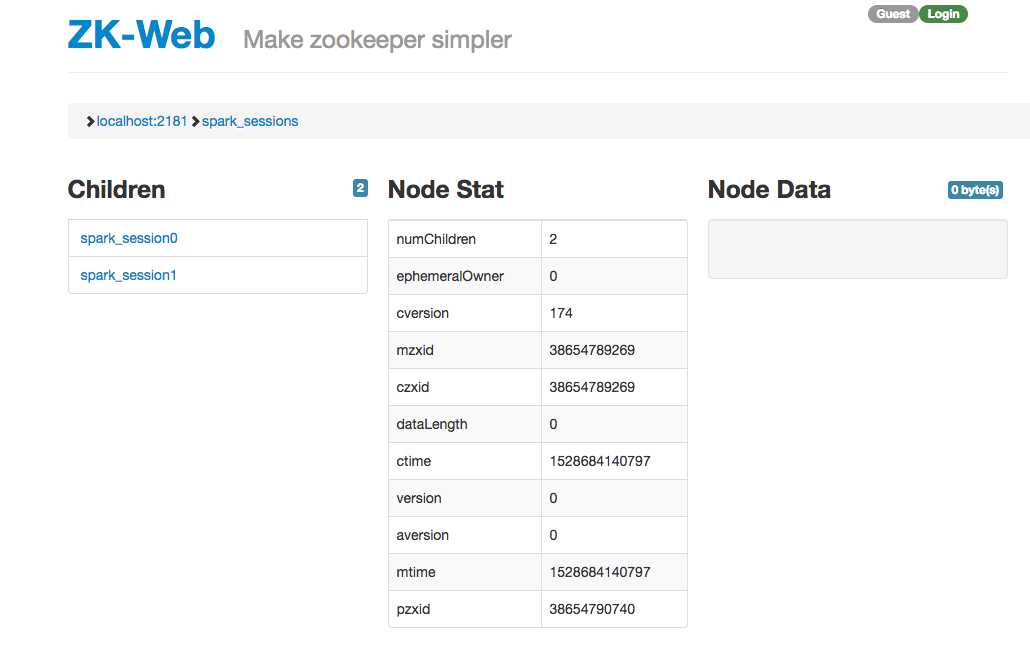 Guest Login
ZK-Web Make zookeeper simpler
localhost:2181 spark_sessions
Children 2
spark_session0
spark_session1
Node Stat
numChildren 2
ephemeralOwner 0
cversion 174
mzxid 38654789269
czxid 38654789269
dataLength 0
ctime 1528684140797
version 0
aversion 0
mtime 1528684140797
pzxid 38654790740
Node Data 0 byte(s)